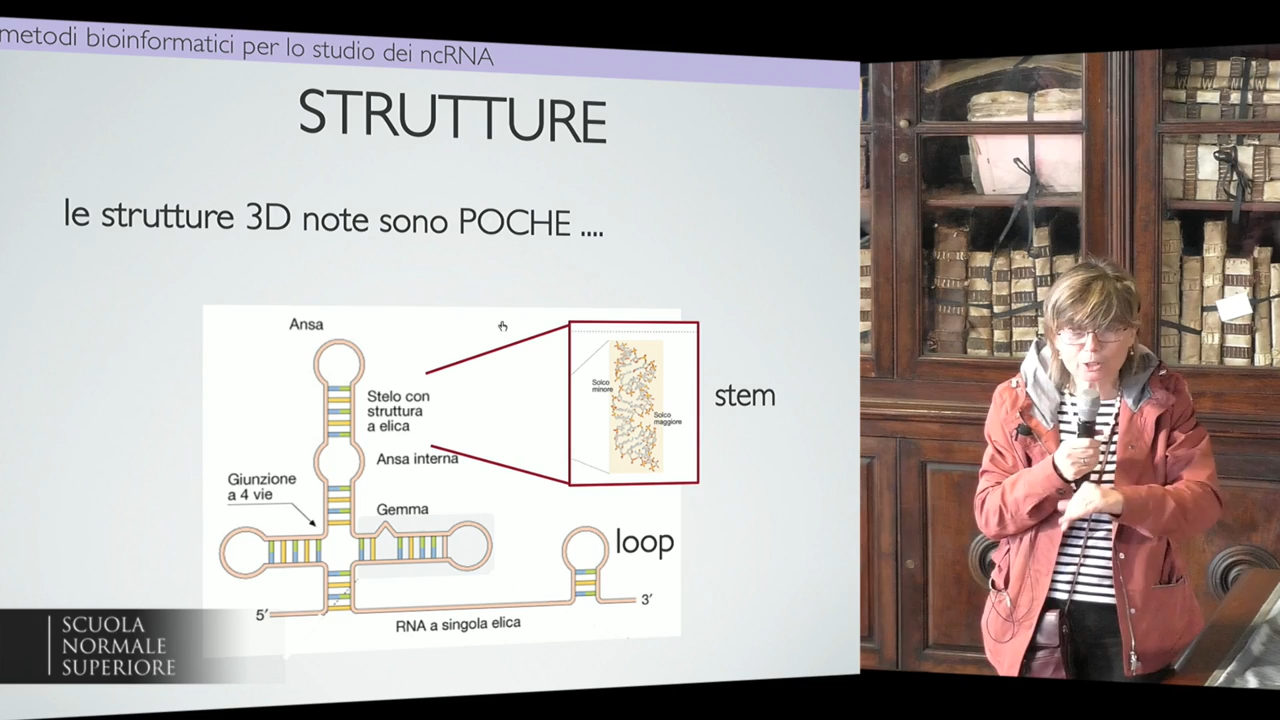 metodi bioinformatici per lo studio dei ncRNA
STRUTTURE
le strutture 3D note sono POCHE ....
Ansa
Stelo con
struttura
a elica
Solco
minore
Solco
maggiore
stem
Ansa interna
Giunzione
a 4 vie
Gemma
loop
5′
3′
RNA a singola elica
SCUOLA
NORMALE
SUPERIORE